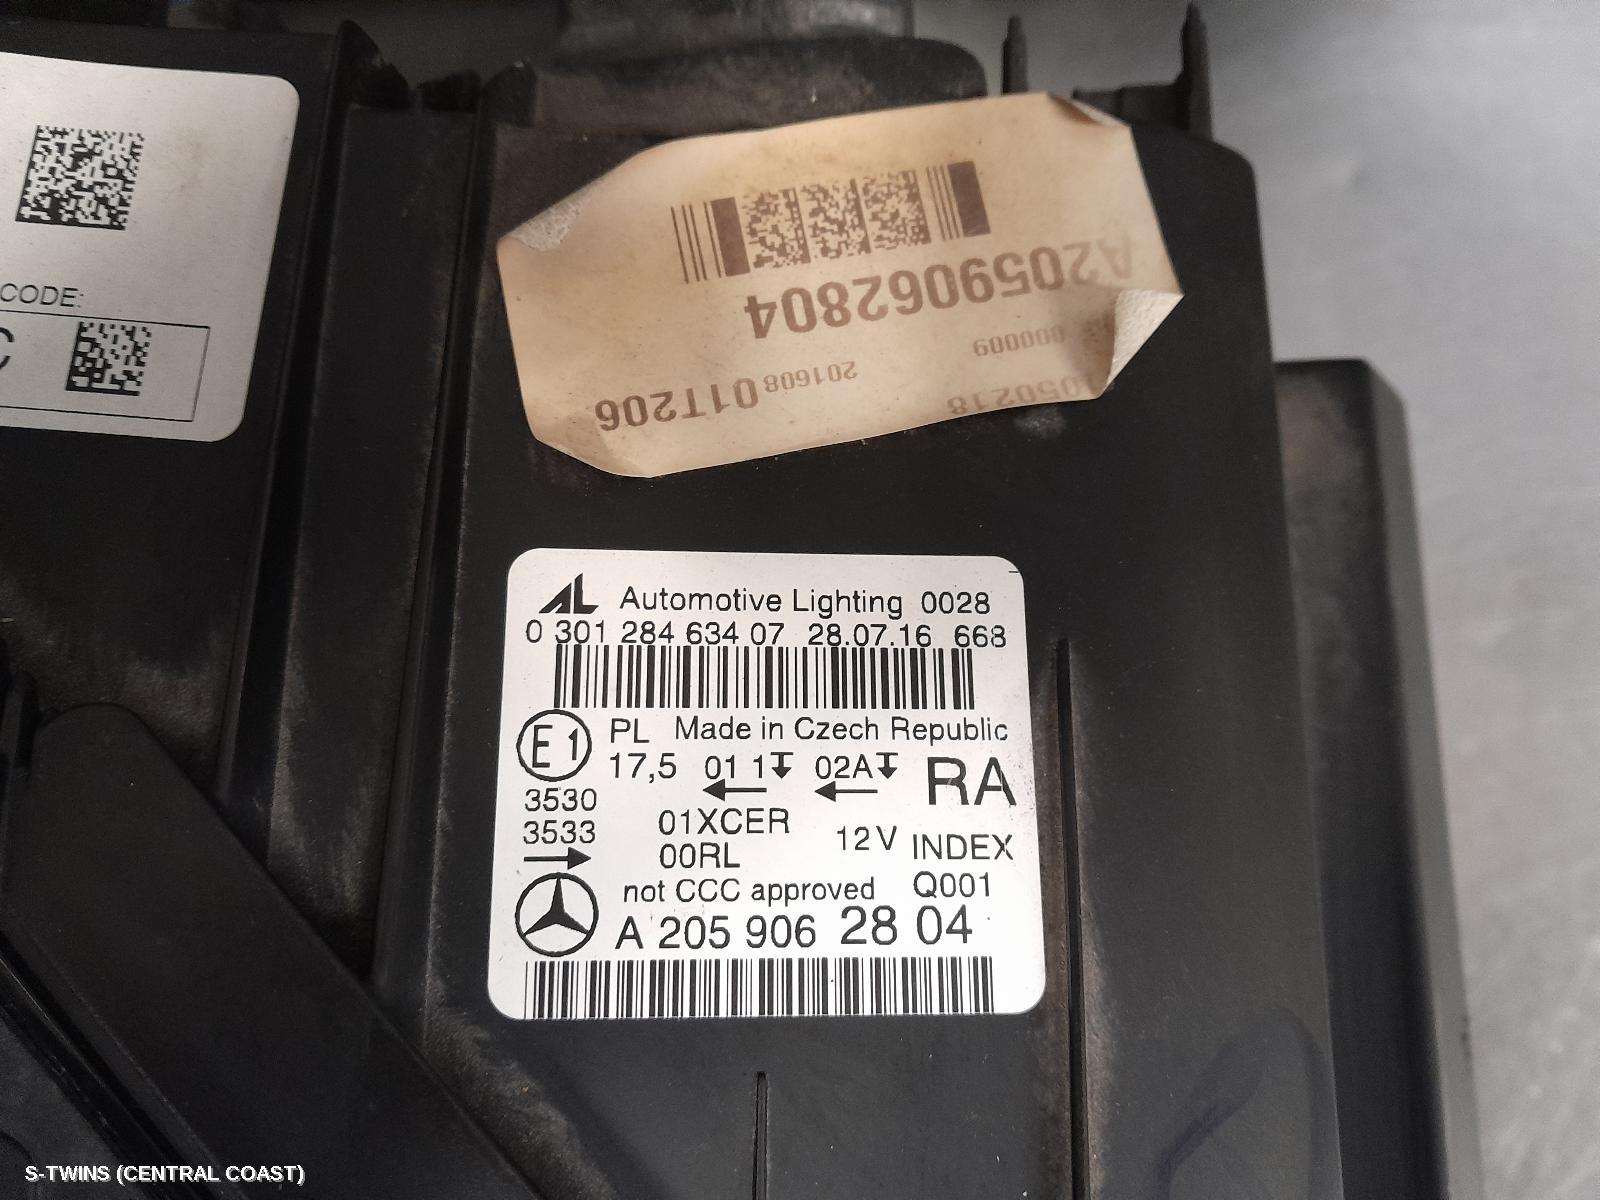 CODE:
C
A2059062804
000009
201608
01T206
050218
AL Automotive Lighting 0028
0 301 284 634 07 28.07.16 668
E1 PL Made in Czech Republic
17,5 01 1 02A RA
3530
3533
01XCER
00RL
12V INDEX
not CCC approved Q001
A 205 906 28 04
S-TWINS (CENTRAL COAST)